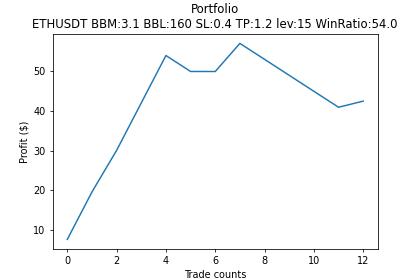 Portfolio
ETHUSDT BBM:3.1 BBL:160 SL:0.4 TP:1.2 lev:15 WinRatio:54.0
Profit ($)
50
40
30
20
10
0 2 4 6 8 10 12
Trade counts